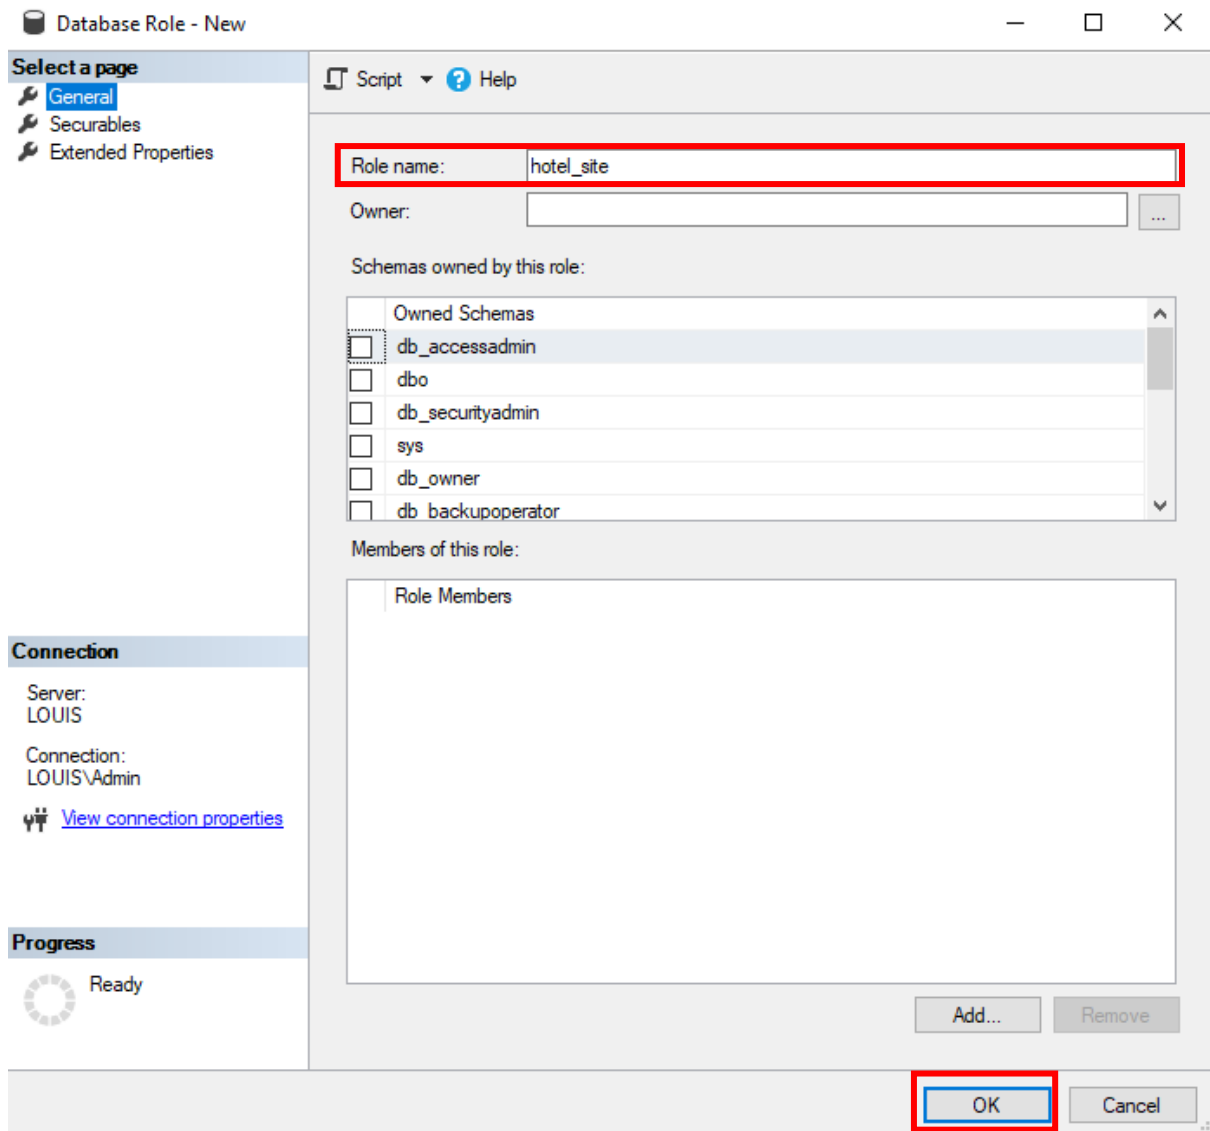 Database Role - New
Select a page
General
Securables
Extended Properties
Script
Help
Role name:
hotel_site
Owner:
...
Schemas owned by this role:
Owned Schemas
db_accessadmin
dbo
db_securityadmin
sys
db_owner
db_backupoperator
Members of this role:
Role Members
Connection
Server:
LOUIS
Connection:
LOUIS\Admin
View connection properties
Progress
Ready
Add...
Remove
OK
Cancel